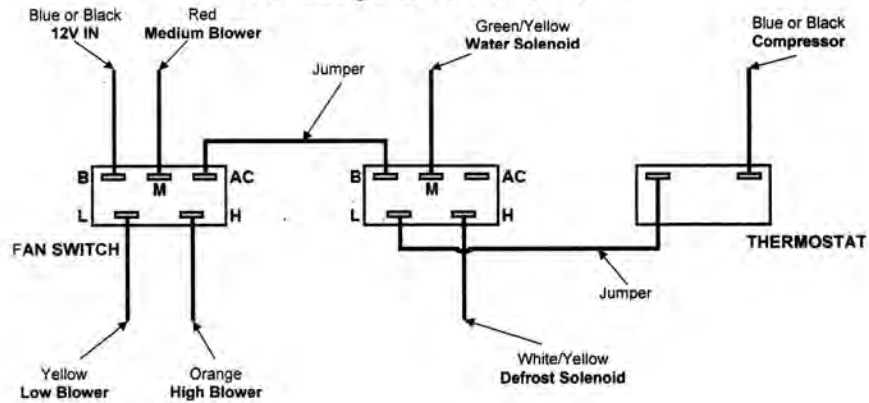 Blue or Black
12V IN
Red
Medium Blower
Jumper
Green/Yellow
Water Solenoid
Blue or Black
Compressor
B
M
AC
L
H
FAN SWITCH
B
M
AC
L
H
THERMOSTAT
Jumper
Yellow
Low Blower
Orange
High Blower
White/Yellow
Defrost Solenoid